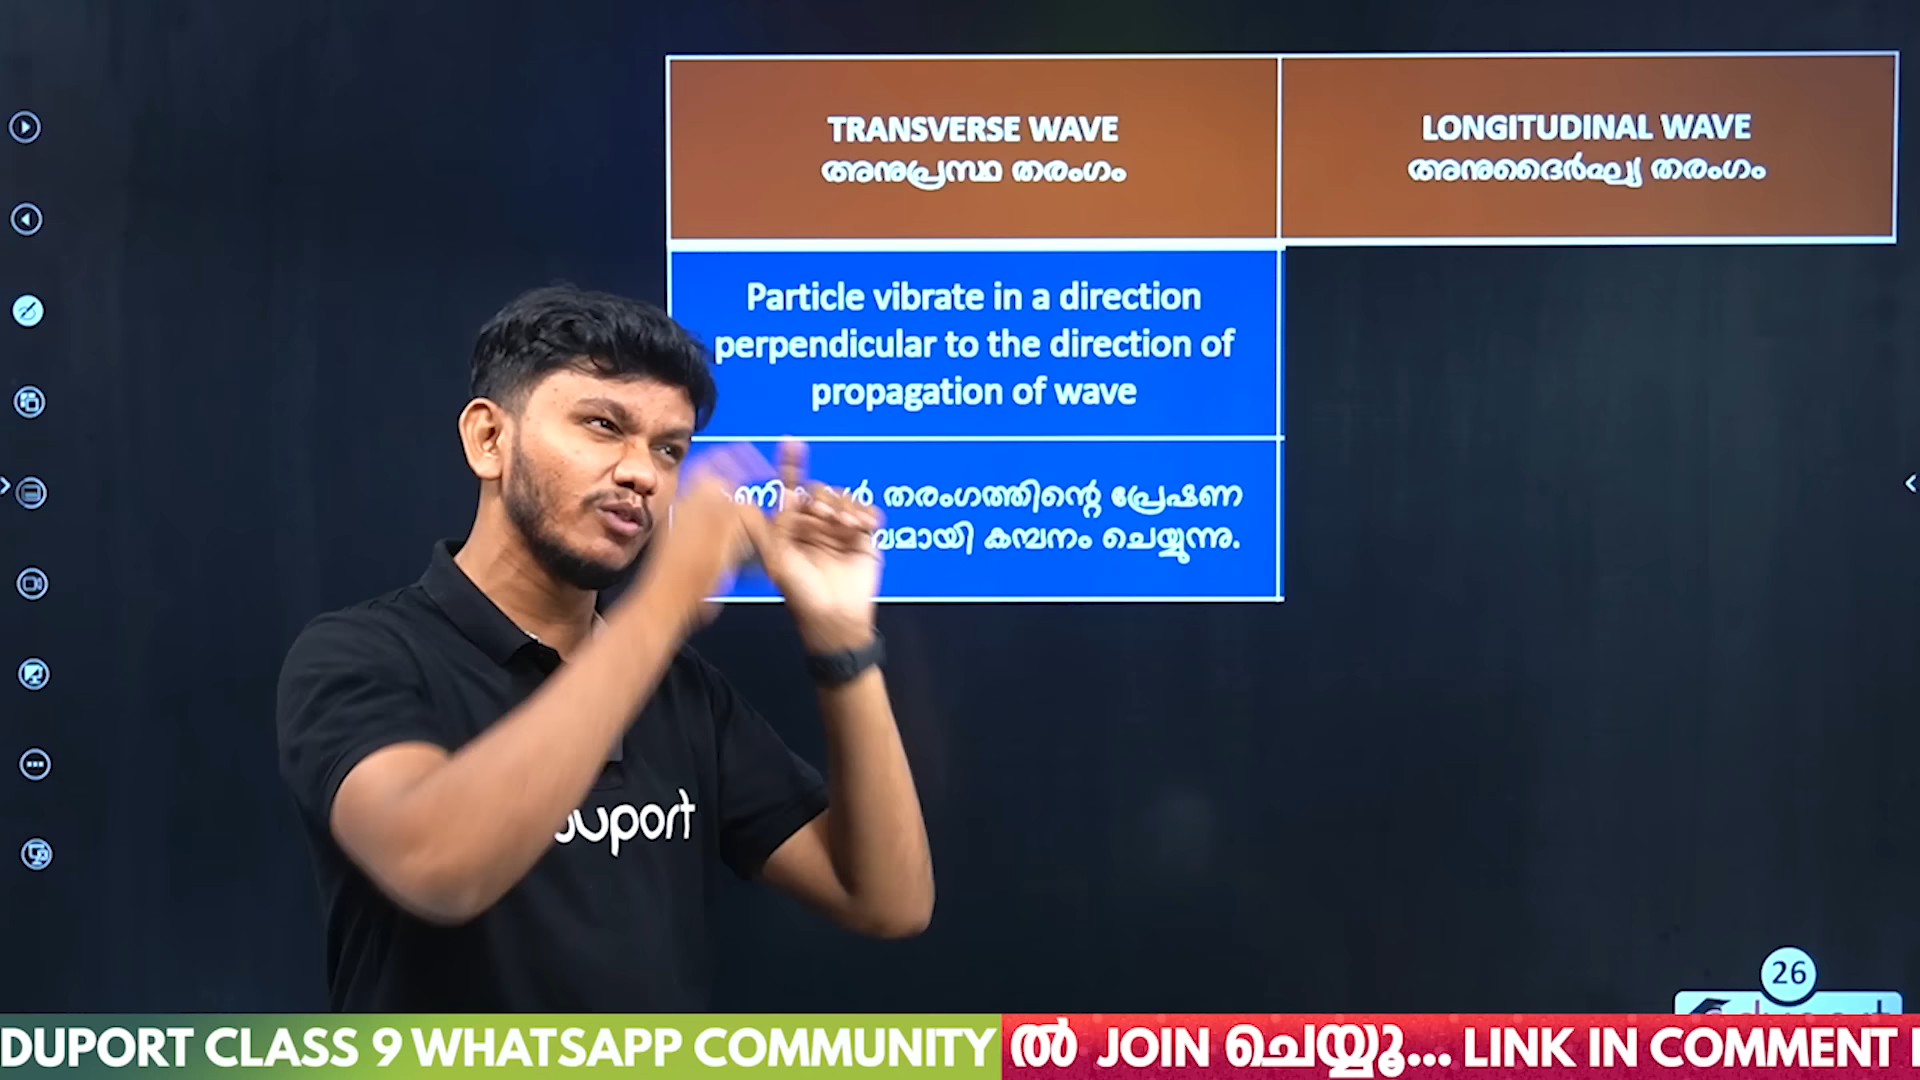 TRANSVERSE WAVE
അനുപ്രസ്ഥ തരംഗം
LONGITUDINAL WAVE
അനുദൈർഘ്യ തരംഗം
Particle vibrate in a direction
perpendicular to the direction of
propagation of wave
തരംഗത്തിന്റെ പ്രേഷണ
കമ്പനം ചെയ്യുന്നു.
duport
26
DUPORT CLASS 9 WHATSAPP COMMUNITY ൽ JOIN ചെയ്യൂ... LINK IN COMMENT